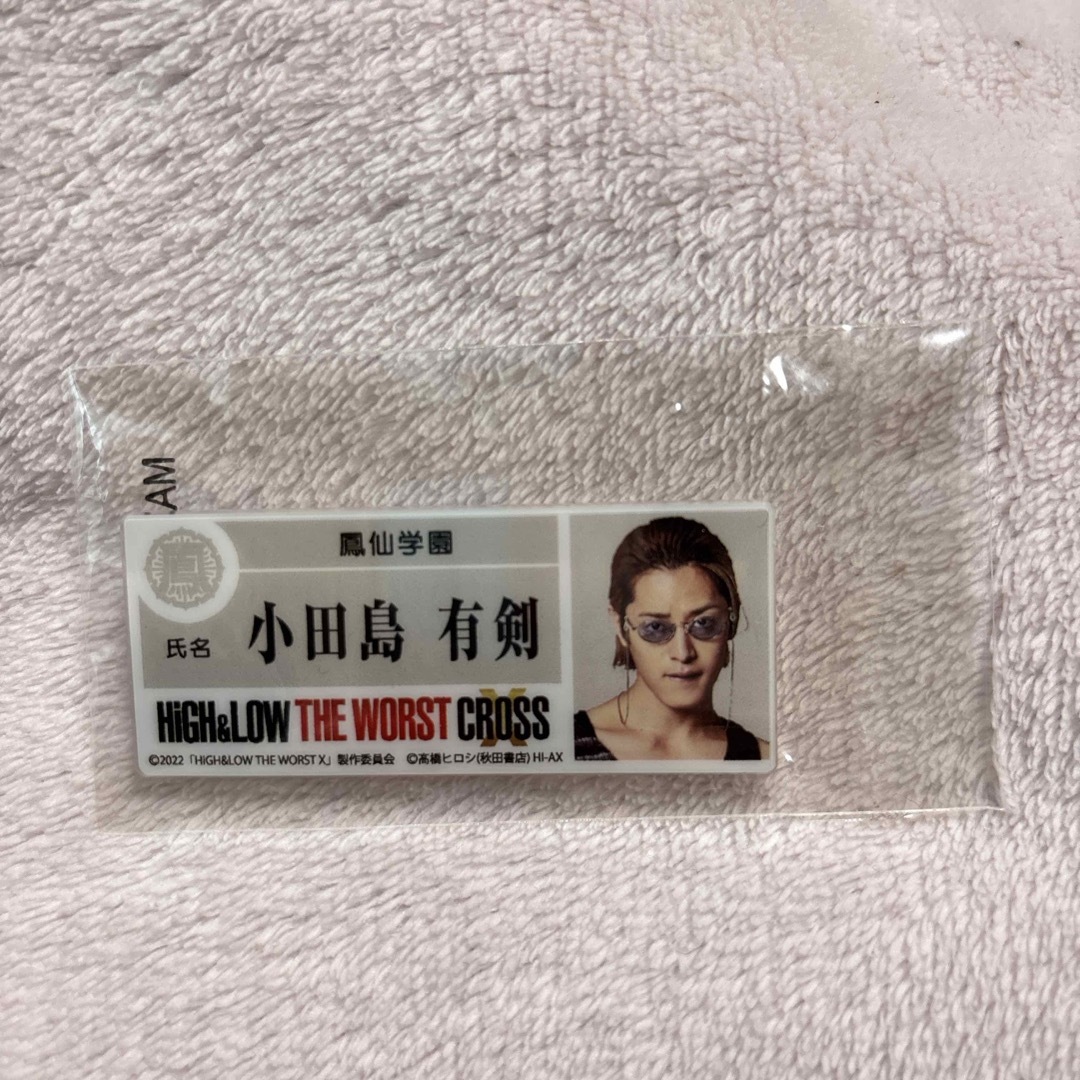 AM
鳳仙学園
氏名 小田島 有剣
HiGH&LOW THE WORST CROSS
©2022「HiGH&LOW THE WORST X」製作委員会 ©髙橋ヒロシ(秋田書店) HI-AX